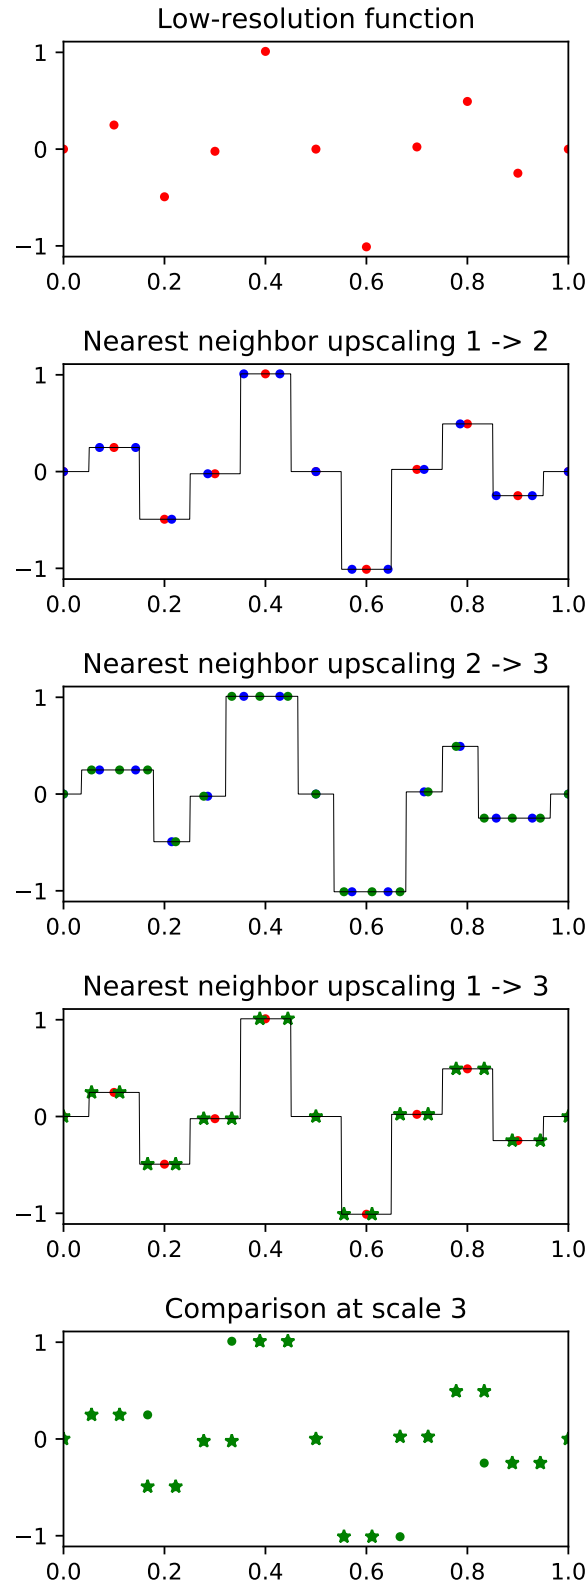 Low-resolution function
1
0
−1
0.0 0.2 0.4 0.6 0.8 1.0
Nearest neighbor upscaling 1 -> 2
1
0
−1
0.0 0.2 0.4 0.6 0.8 1.0
Nearest neighbor upscaling 2 -> 3
1
0
−1
0.0 0.2 0.4 0.6 0.8 1.0
Nearest neighbor upscaling 1 -> 3
1
0
−1
0.0 0.2 0.4 0.6 0.8 1.0
Comparison at scale 3
1
0
−1
0.0 0.2 0.4 0.6 0.8 1.0